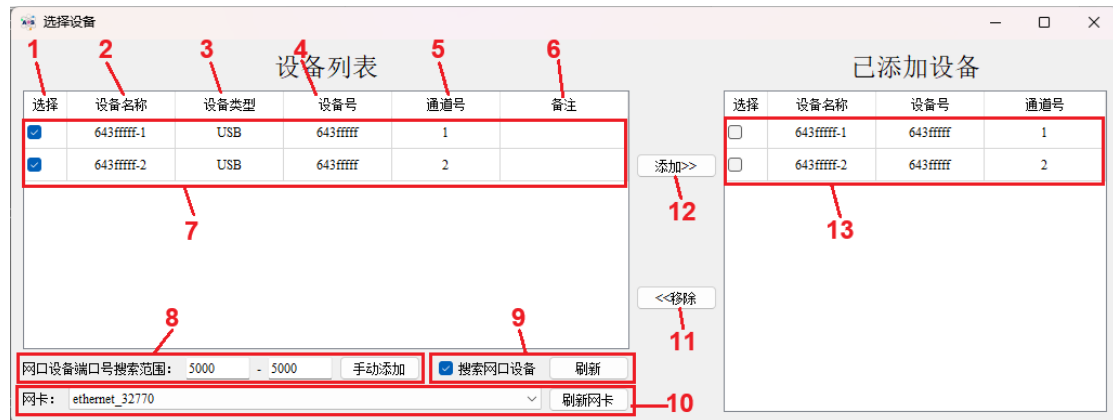 选择设备
1 2 3 4 5 6
设备列表
已添加设备
选择 设备名称 设备类型 设备号 通道号 备注
643fffff-1 USB 643fffff 1
643fffff-2 USB 643fffff 2
7
选择 设备名称 设备号 通道号
643fffff-1 643fffff 1
643fffff-2 643fffff 2
13
添加>>
12
<<移除
11
8 9
网口设备端口号搜索范围: 5000 - 5000 手动添加 搜索网口设备 刷新
网卡: ethernet_32770 刷新网卡
10